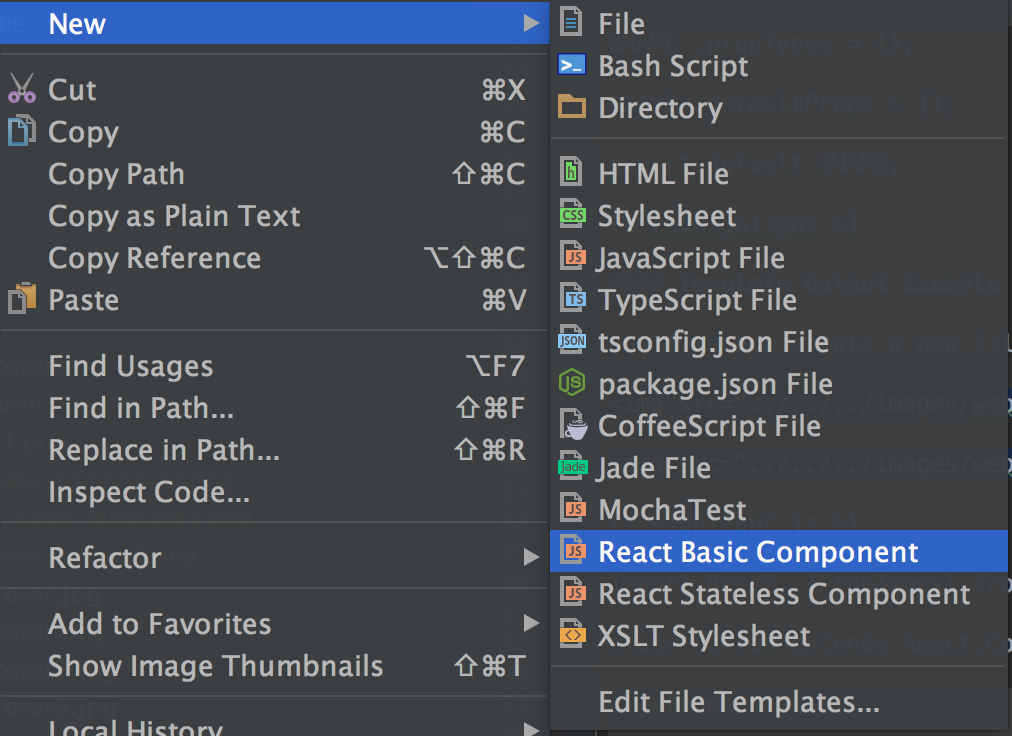 New
Cut ⌘X
Copy ⌘C
Copy Path ⇧⌘C
Copy as Plain Text
Copy Reference ⌥⇧⌘C
Paste ⌘V
Find Usages ⌥F7
Find in Path... ⇧⌘F
Replace in Path... ⇧⌘R
Inspect Code...
Refactor
Add to Favorites
Show Image Thumbnails ⇧⌘T
Local History
File
>_ Bash Script
Directory
h HTML File
CSS Stylesheet
JS JavaScript File
TS TypeScript File
JSON tsconfig.json File
JS package.json File
CoffeeScript File
jade Jade File
JS MochaTest
JS React Basic Component
JS React Stateless Component
<> XSLT Stylesheet
Edit File Templates...